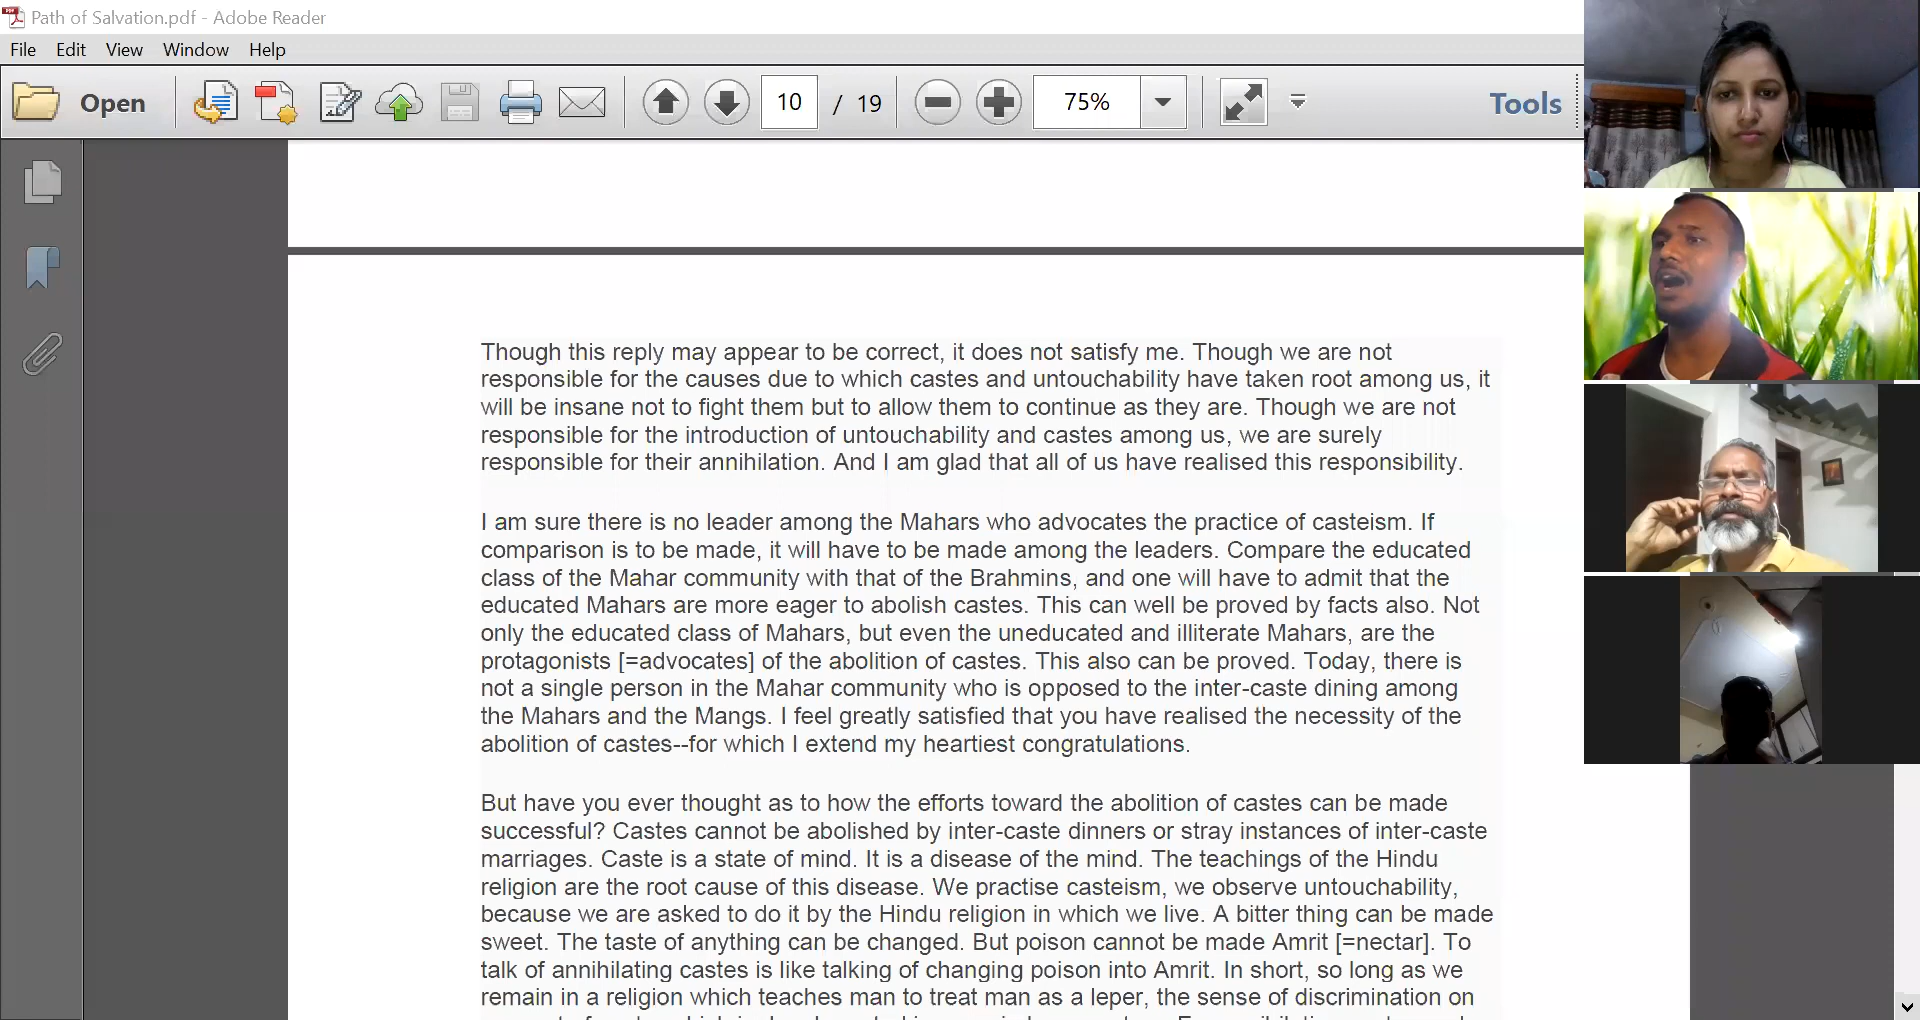 Path of Salvation.pdf - Adobe Reader
File Edit View Window Help
Open 10 / 19 75% Tools
Though this reply may appear to be correct, it does not satisfy me. Though we are not
responsible for the causes due to which castes and untouchability have taken root among us, it
will be insane not to fight them but to allow them to continue as they are. Though we are not
responsible for the introduction of untouchability and castes among us, we are surely
responsible for their annihilation. And I am glad that all of us have realised this responsibility.
I am sure there is no leader among the Mahars who advocates the practice of casteism. If
comparison is to be made, it will have to be made among the leaders. Compare the educated
class of the Mahar community with that of the Brahmins, and one will have to admit that the
educated Mahars are more eager to abolish castes. This can well be proved by facts also. Not
only the educated class of Mahars, but even the uneducated and illiterate Mahars, are the
protagonists [=advocates] of the abolition of castes. This also can be proved. Today, there is
not a single person in the Mahar community who is opposed to the inter-caste dining among
the Mahars and the Mangs. I feel greatly satisfied that you have realised the necessity of the
abolition of castes--for which I extend my heartiest congratulations.
But have you ever thought as to how the efforts toward the abolition of castes can be made
successful? Castes cannot be abolished by inter-caste dinners or stray instances of inter-caste
marriages. Caste is a state of mind. It is a disease of the mind. The teachings of the Hindu
religion are the root cause of this disease. We practise casteism, we observe untouchability,
because we are asked to do it by the Hindu religion in which we live. A bitter thing can be made
sweet. The taste of anything can be changed. But poison cannot be made Amrit [=nectar]. To
talk of annihilating castes is like talking of changing poison into Amrit. In short, so long as we
remain in a religion which teaches man to treat man as a leper, the sense of discrimination on